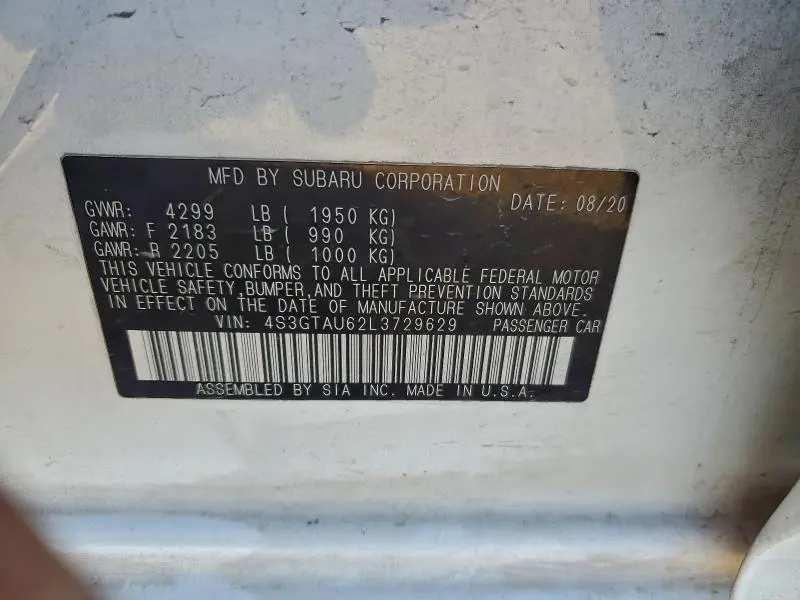 MFD BY SUBARU CORPORATION
DATE: 08/20
GVWR: 4299 LB ( 1950 KG)
GAWR: F 2183 LB ( 990 KG)
GAWR: R 2205 LB ( 1000 KG)
THIS VEHICLE CONFORMS TO ALL APPLICABLE FEDERAL MOTOR
VEHICLE SAFETY,BUMPER,AND THEFT PREVENTION STANDARDS
IN EFFECT ON THE DATE OF MANUFACTURE SHOWN ABOVE.
VIN: 4S3GTAU62L3729629 PASSENGER CAR
ASSEMBLED BY SIA INC. MADE IN U.S.A.